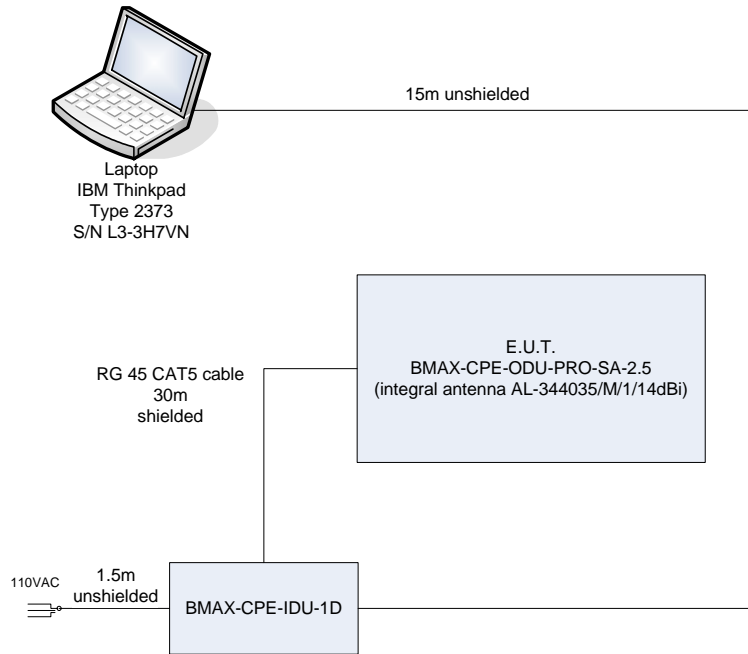 15m unshielded
Laptop
IBM Thinkpad
Type 2373
S/N L3-3H7VN
E.U.T.
BMAX-CPE-ODU-PRO-SA-2.5
(integral antenna AL-344035/M/1/14dBi)
RG 45 CAT5 cable
30m
shielded
110VAC
1.5m
unshielded
BMAX-CPE-IDU-1D